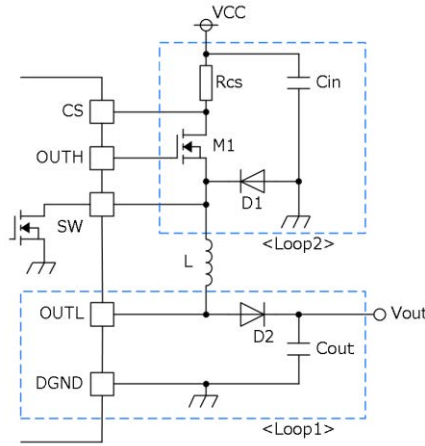 VCC
Rcs
Cin
CS
M1
OUTH
D1
SW
<Loop2>
L
OUTL
Vout
D2
Cout
DGND
<Loop1>